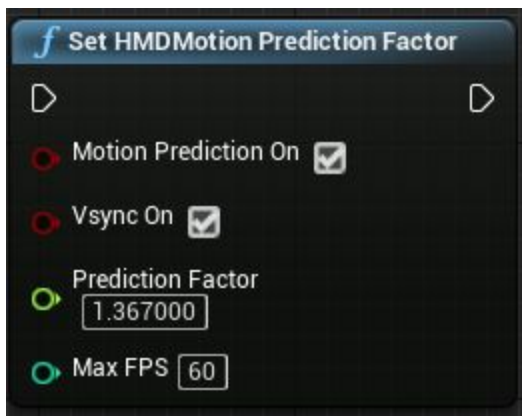 f Set HMDMotion Prediction Factor
Motion Prediction On
Vsync On
Prediction Factor
1.367000
Max FPS 60